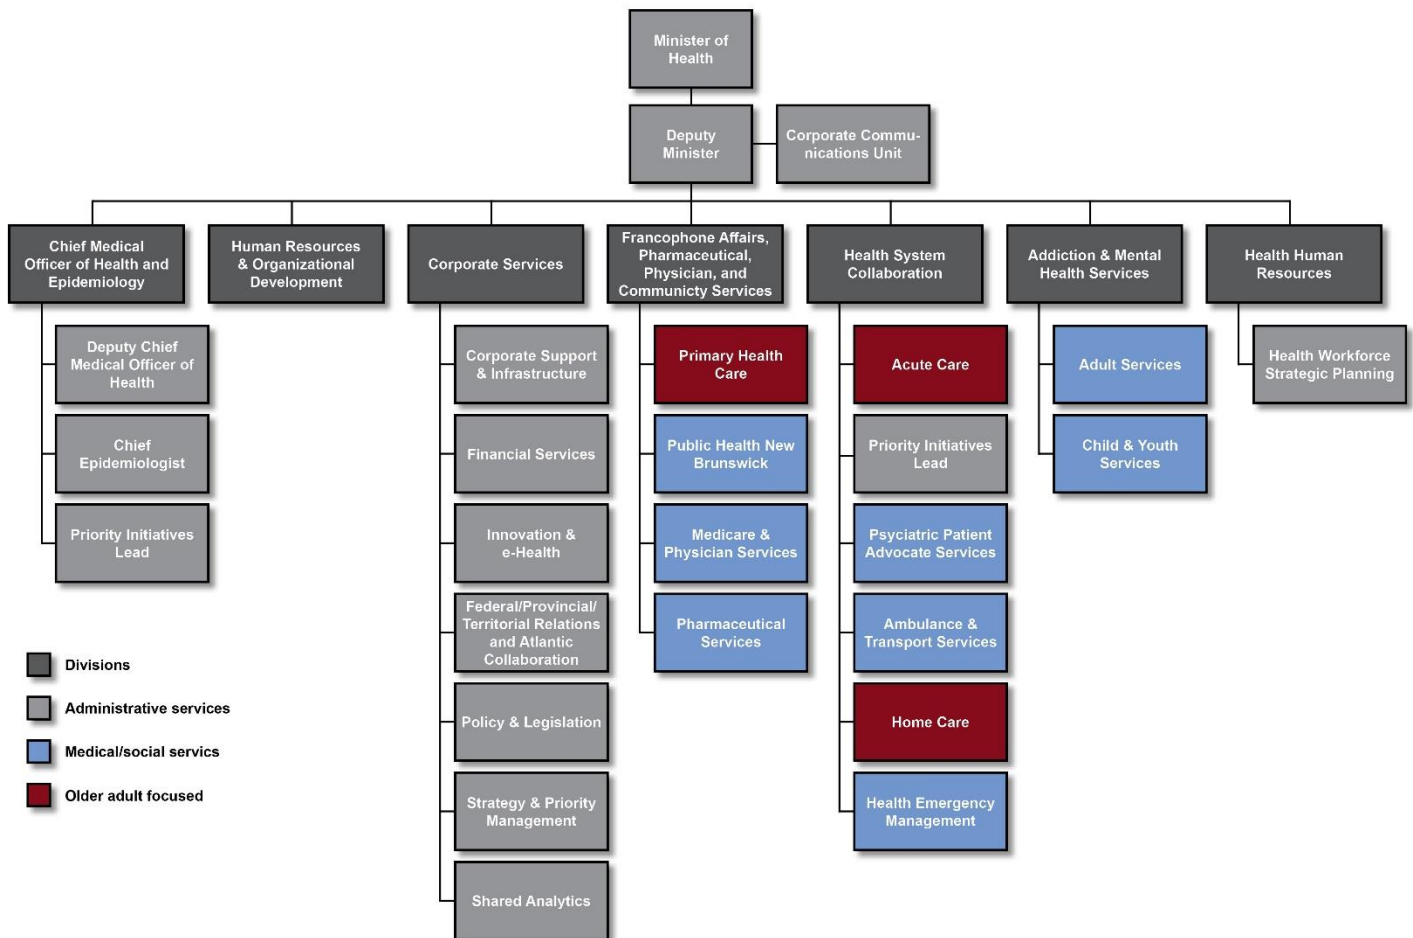 Minister of
Health
Deputy
Minister
Corporate Commu-
nications Unit
Chief Medical
Officer of Health and
Epidemiology
Human Resources
& Organizational
Development
Corporate Services
Francophone Affairs,
Pharmaceutical,
Physician, and
Communicty Services
Health System
Collaboration
Addiction & Mental
Health Services
Health Human
Resources
Deputy Chief
Medical Officer of
Health
Chief
Epidemiologist
Priority Initiatives
Lead
Corporate Support
& Infrastructure
Financial Services
Innovation &
e-Health
Federal/Provincial/
Territorial Relations
and Atlantic
Collaboration
Policy & Legislation
Strategy & Priority
Management
Shared Analytics
Primary Health
Care
Public Health New
Brunswick
Medicare &
Physician Services
Pharmaceutical
Services
Acute Care
Priority Initiatives
Lead
Psyciatric Patient
Advocate Services
Ambulance &
Transport Services
Home Care
Health Emergency
Management
Adult Services
Child & Youth
Services
Health Workforce
Strategic Planning
Divisions
Administrative services
Medical/social servics
Older adult focused